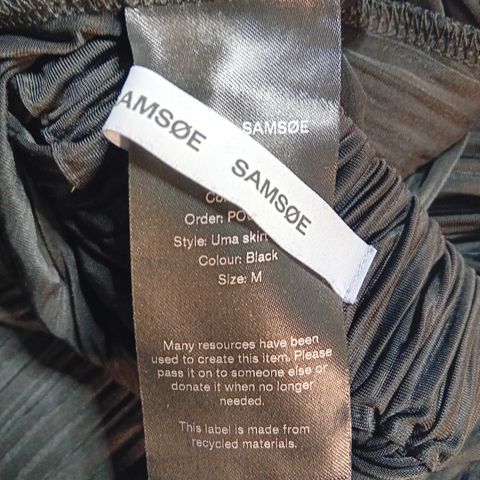 SAMSØE
SAMSØE
SAMSØE
Order: PO
Style: Uma skirt
Colour: Black
Size: M
Many resources have been
used to create this item. Please
pass it on to someone else or
donate it when no longer
needed.
This label is made from
recycled materials.